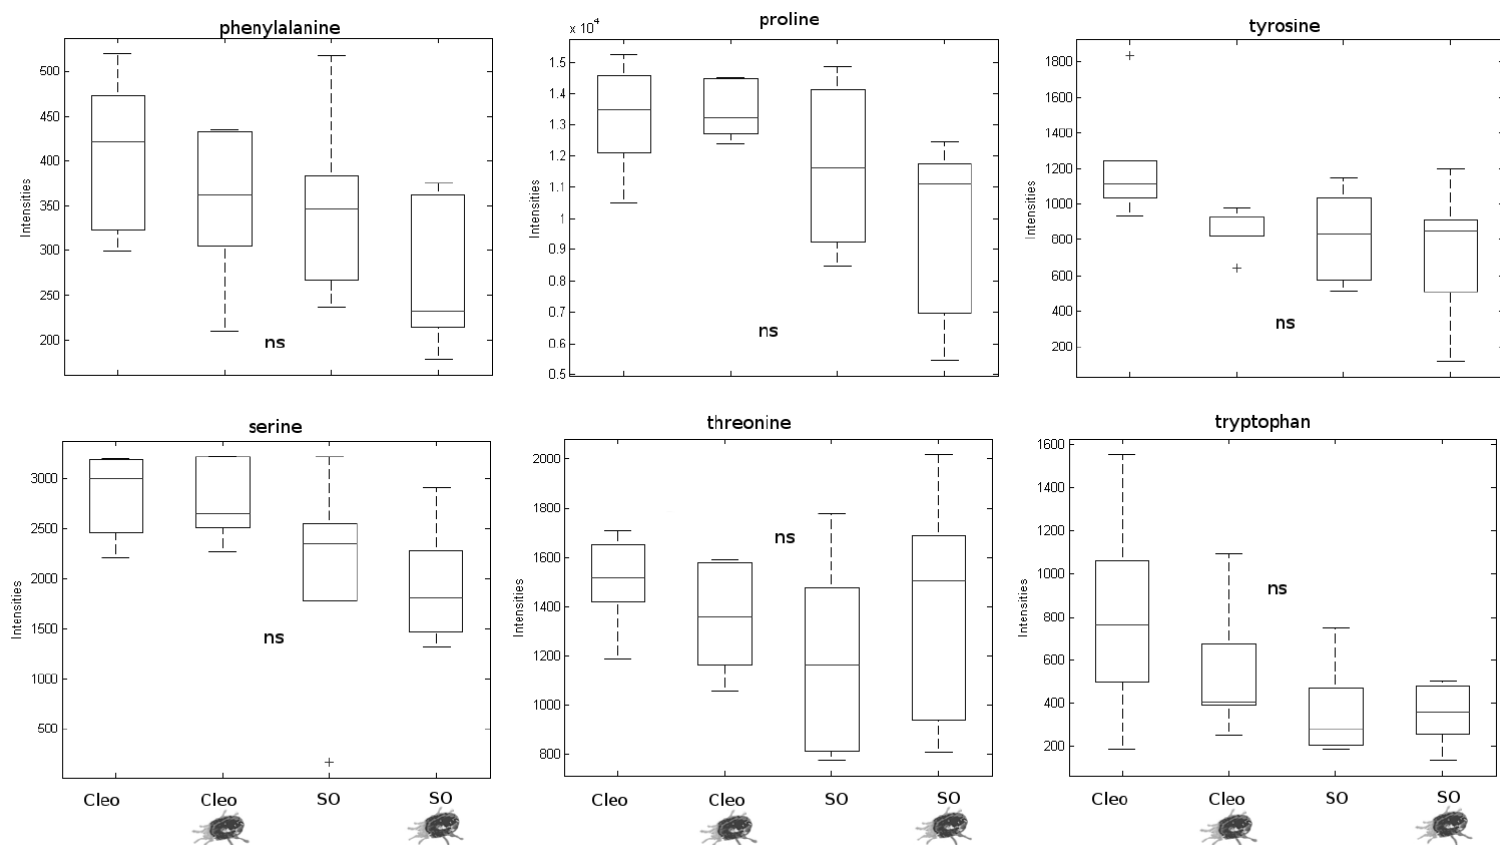 phenylalanine
500
450
400
350
300
250
200
Intensities
ns
proline
x 10⁴
1.5
1.4
1.3
1.2
1.1
1
0.9
0.8
0.7
0.6
0.5
Intensities
ns
tyrosine
1800
1600
1400
1200
1000
800
600
400
200
Intensities
ns
serine
3000
2500
2000
1500
1000
500
Intensities
ns
Cleo Cleo SO SO
threonine
2000
1800
1600
1400
1200
1000
800
Intensities
ns
Cleo Cleo SO SO
tryptophan
1600
1400
1200
1000
800
600
400
200
Intensities
ns
Cleo Cleo SO SO